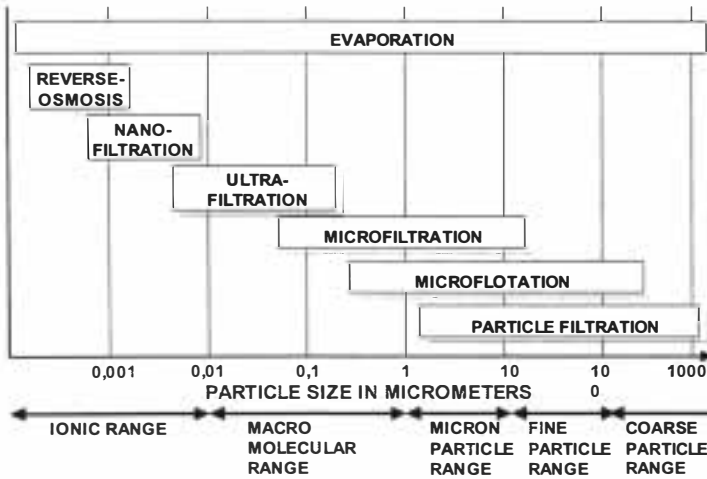 EVAPORATION
REVERSE-
OSMOSIS
NANO-
FILTRATION
ULTRA-
FILTRATION
MICROFILTRATION
MICROFLOTATION
PARTICLE FILTRATION
0,001 0,01 0,1 1 10 10 1000
0
PARTICLE SIZE IN MICROMETERS
IONIC RANGE
MACRO
MOLECULAR
RANGE
MICRON
PARTICLE
RANGE
FINE
PARTICLE
RANGE
COARSE
PARTICLE
RANGE